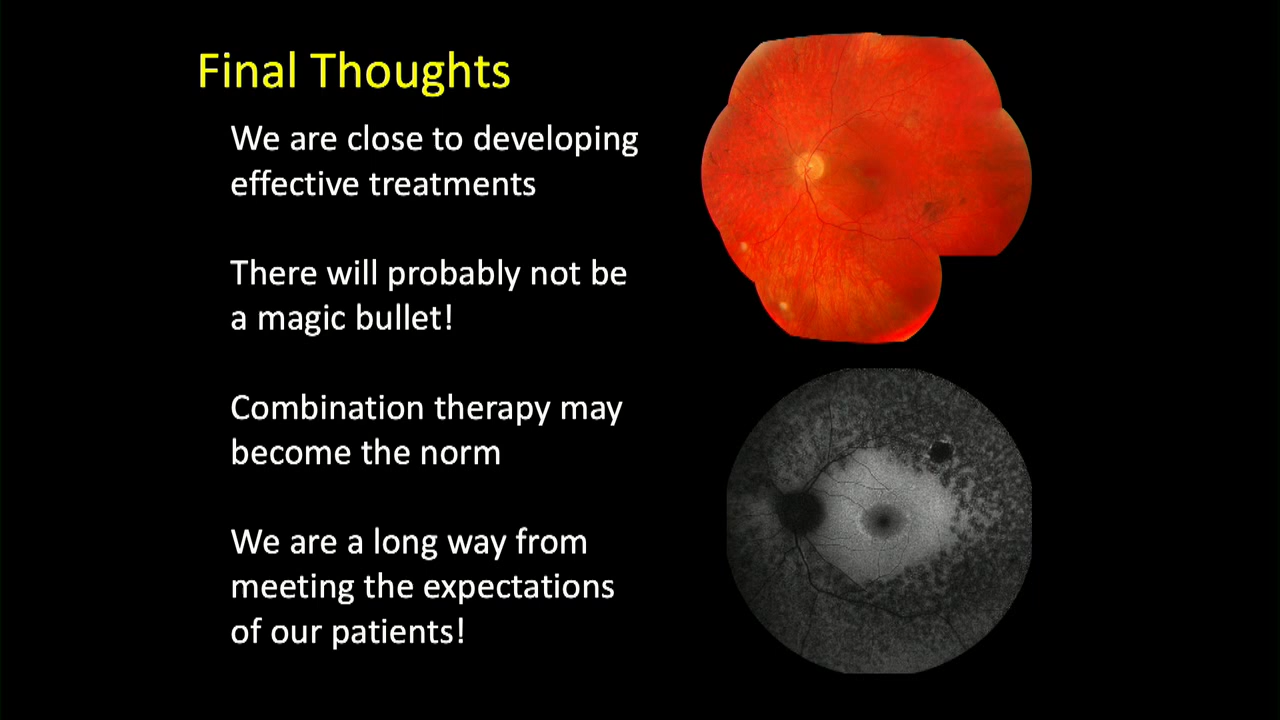 Final Thoughts
We are close to developing
effective treatments
There will probably not be
a magic bullet!
Combination therapy may
become the norm
We are a long way from
meeting the expectations
of our patients!